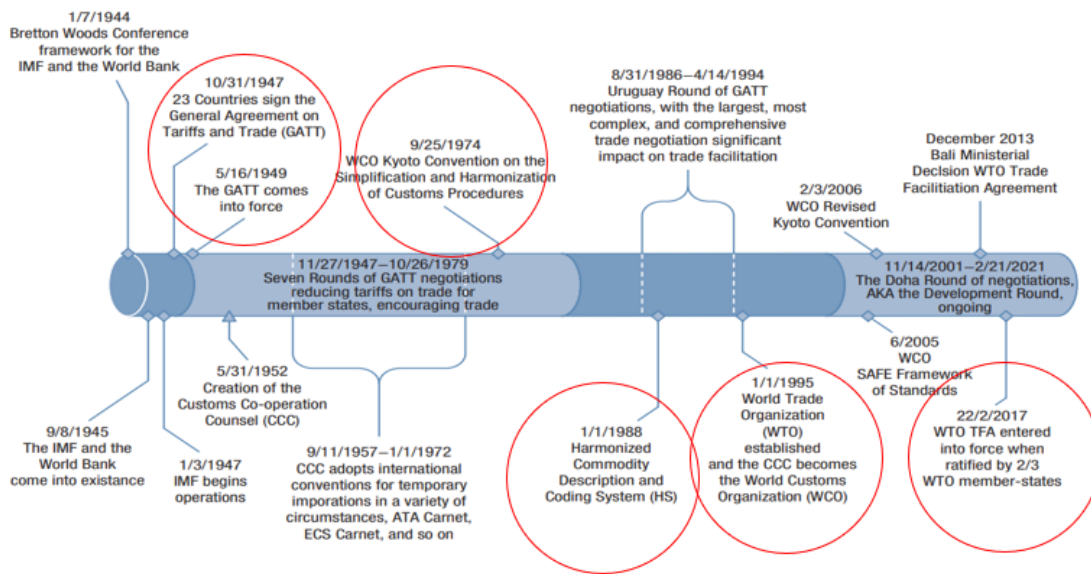 1/7/1944
Bretton Woods Conference
framework for the
IMF and the World Bank
10/31/1947
23 Countries sign the
General Agreement on
Tariffs and Trade (GATT)
5/16/1949
The GATT comes
into force
9/25/1974
WCO Kyoto Convention on the
Simplification and Harmonization
of Customs Procedures
8/31/1986–4/14/1994
Uruguay Round of GATT
negotiations, with the largest, most
complex, and comprehensive
trade negotiation significant
impact on trade facilitation
2/3/2006
WCO Revised
Kyoto Convention
December 2013
Bali Ministerial
Decision WTO Trade
Facilitiation Agreement
11/27/1947–10/26/1979
Seven Rounds of GATT negotiations
reducing tariffs on trade for
member states, encouraging trade
11/14/2001–2/21/2021
The Doha Round of negotiations,
AKA the Development Round,
ongoing
9/8/1945
The IMF and the
World Bank
come into existance
1/3/1947
IMF begins
operations
5/31/1952
Creation of the
Customs Co-operation
Counsel (CCC)
9/11/1957–1/1/1972
CCC adopts international
conventions for temporary
imporations in a variety of
circumstances, ATA Carnet,
ECS Carnet, and so on
1/1/1988
Harmonized
Commodity
Description and
Coding System (HS)
1/1/1995
World Trade
Organization
(WTO)
established
and the CCC becomes
the World Customs
Organization (WCO)
6/2005
WCO
SAFE Framework
of Standards
22/2/2017
WTO TFA entered
into force when
ratified by 2/3
WTO member-states